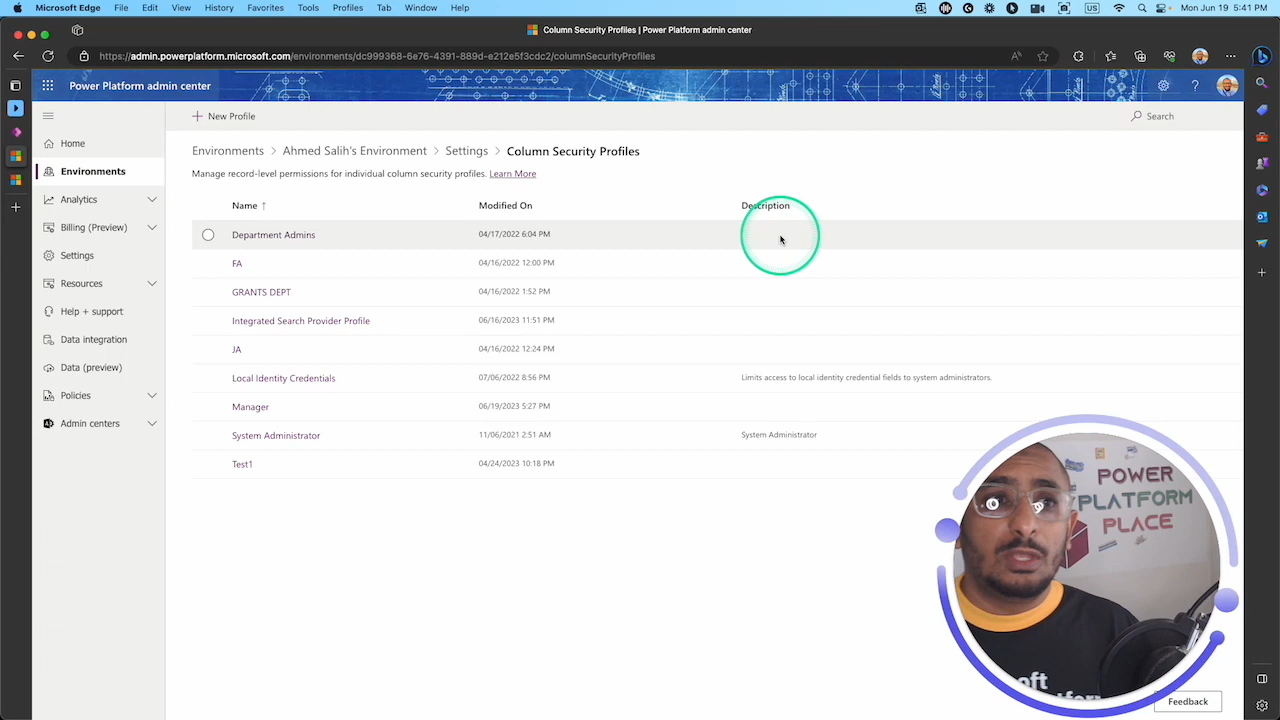 Microsoft Edge File Edit View History Favorites Tools Profiles Tab Window Help US Mon Jun 19 5:41 PM
Column Security Profiles | Power Platform admin center
https://admin.powerplatform.microsoft.com/environments/dc999368-6e76-4391-889d-e212e5f3cdc2/columnSecurityProfiles
Power Platform admin center
New Profile
Search
Home
Environments
Analytics
Billing (Preview)
Settings
Resources
Help + support
Data integration
Data (preview)
Policies
Admin centers
Environments > Ahmed Salih's Environment > Settings > Column Security Profiles
Manage record-level permissions for individual column security profiles. Learn More
Name ↑ Modified On Description
Department Admins 04/17/2022 6:04 PM
FA 04/16/2022 12:00 PM
GRANTS DEPT 04/16/2022 1:52 PM
Integrated Search Provider Profile 06/16/2023 11:51 PM
JA 04/16/2022 12:24 PM
Local Identity Credentials 07/06/2022 8:56 PM Limits access to local identity credential fields to system administrators.
Manager 06/19/2023 5:27 PM
System Administrator 11/06/2021 2:51 AM System Administrator
Test1 04/24/2023 10:18 PM
POWER
PLATFORM
PLACE
Feedback